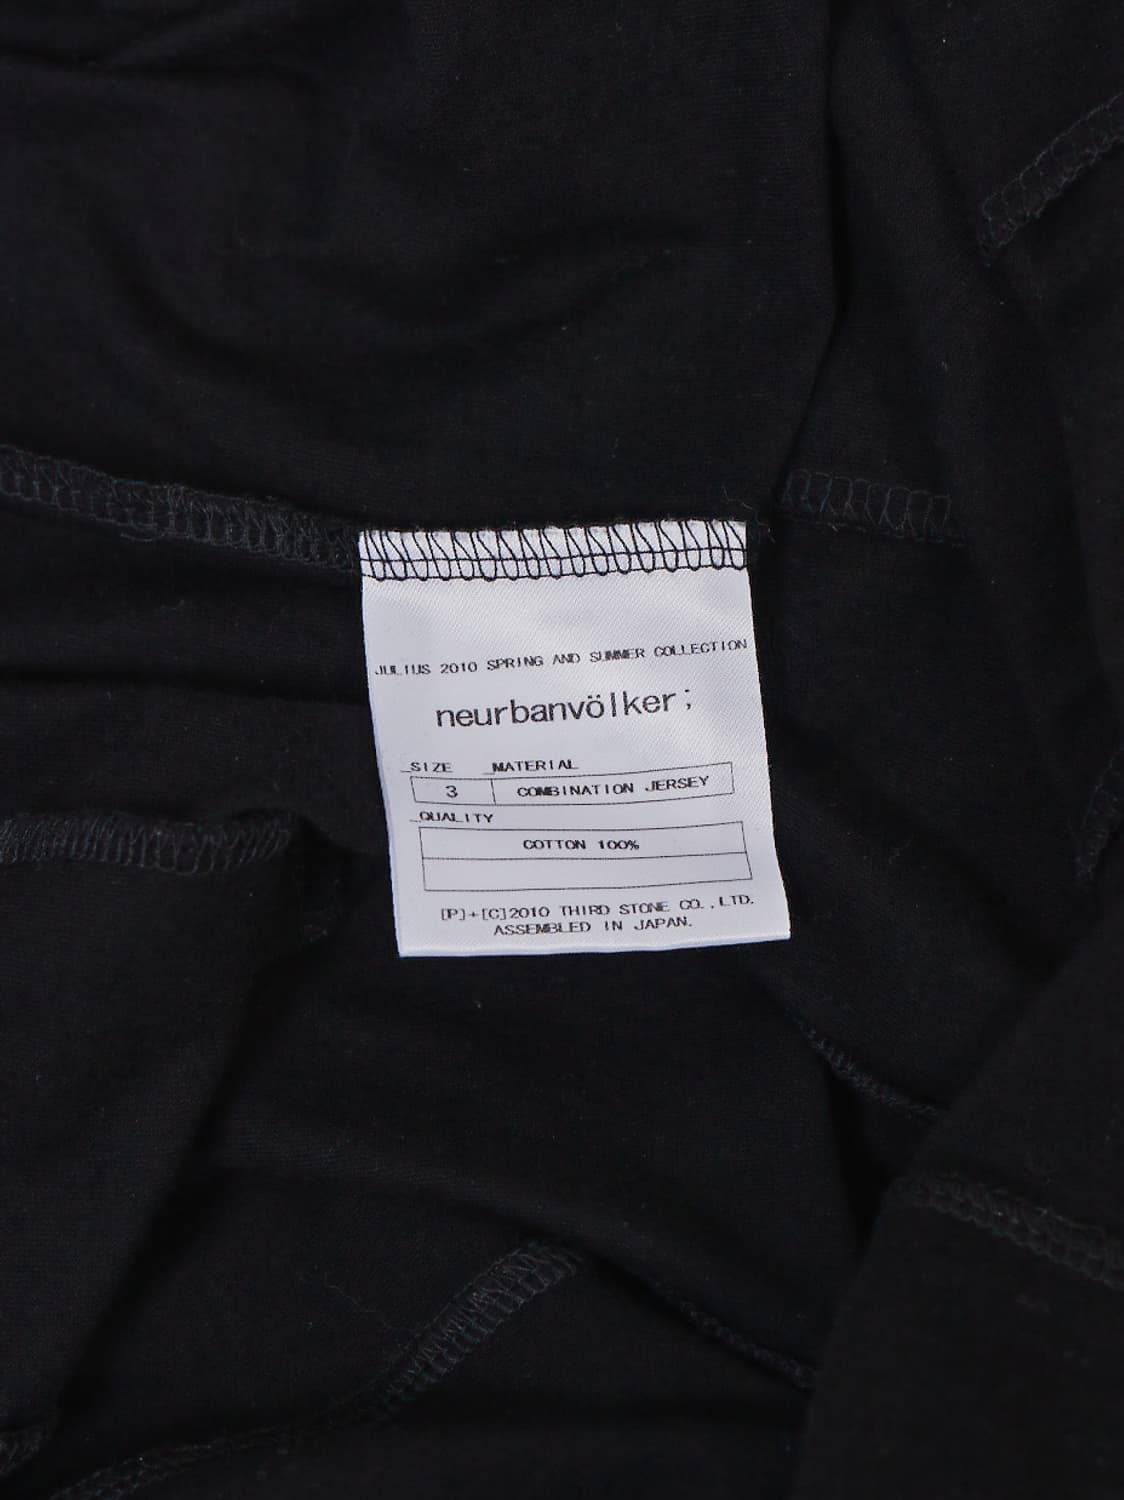 JULIUS 2010 SPRING AND SUMMER COLLECTION
neurbanvölker;
_SIZE _MATERIAL
3 COMBINATION JERSEY
_QUALITY
COTTON 100%
[P]+[C]2010 THIRD STONE CO.,LTD.
ASSEMBLED IN JAPAN.